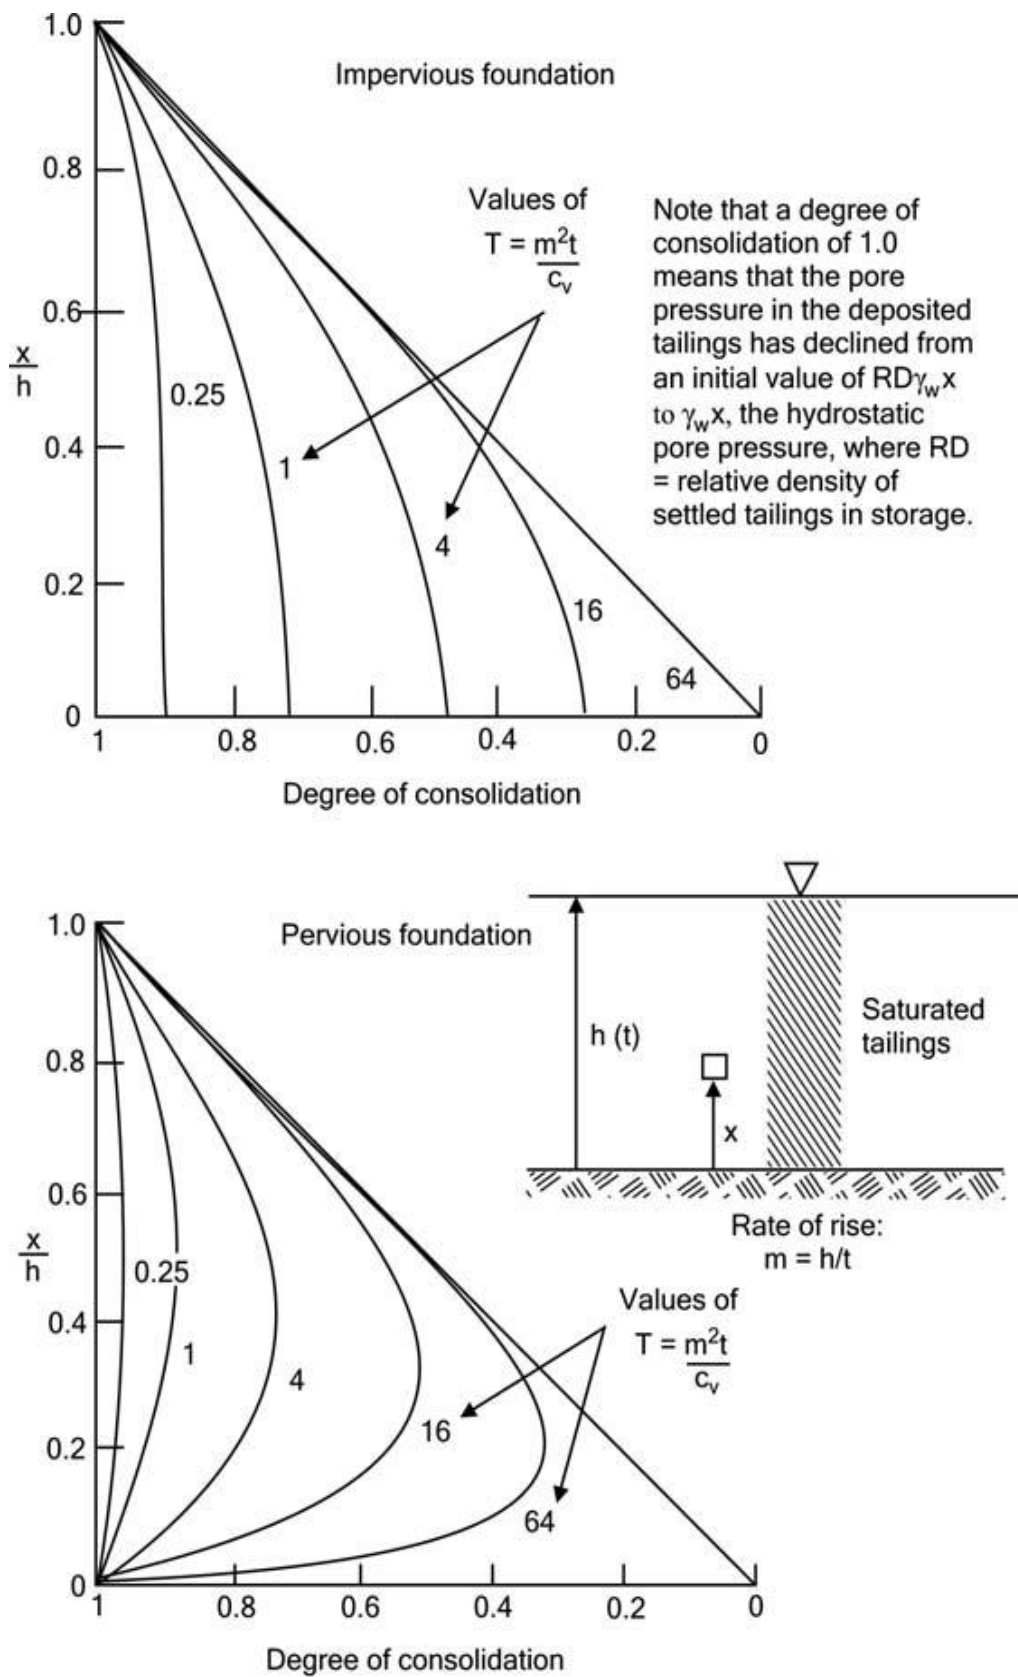 1.0
Impervious foundation
0.8
Values of
T = m²t
cᵥ
Note that a degree of
consolidation of 1.0
means that the pore
pressure in the deposited
tailings has declined from
an initial value of RDγwx
to γwx, the hydrostatic
pore pressure, where RD
= relative density of
settled tailings in storage.
0.6
x
h
0.25
0.4
1
4
0.2
16
64
0
1 0.8 0.6 0.4 0.2 0
Degree of consolidation
1.0
Pervious foundation
h (t)
Saturated
tailings
x
Rate of rise:
m = h/t
0.8
0.6
x
h
0.25
Values of
T = m²t
cᵥ
0.4
1
4
16
0.2
64
0
1 0.8 0.6 0.4 0.2 0
Degree of consolidation